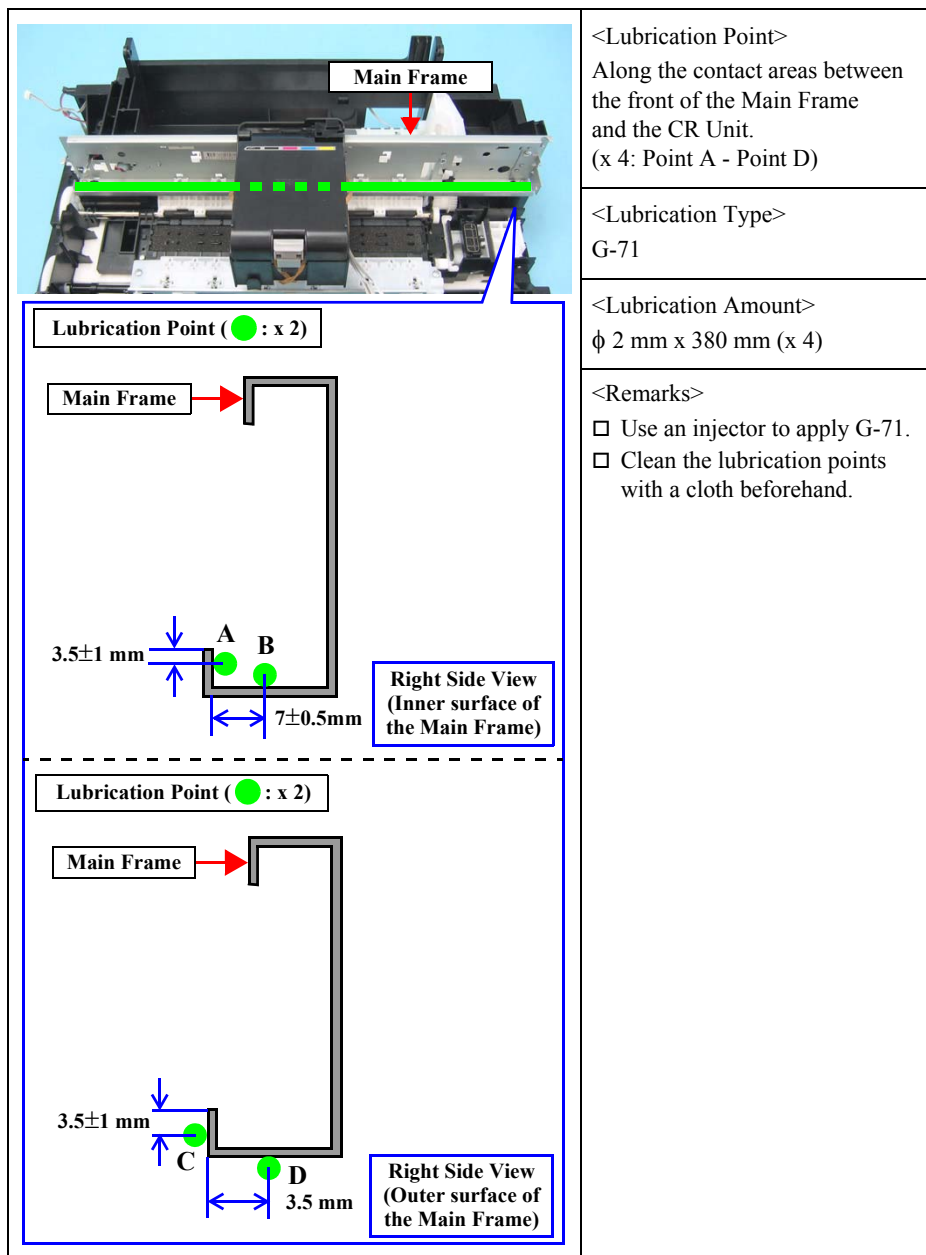 Main Frame
Lubrication Point ( : x 2)
Main Frame
A
B
3.5±1 mm
7±0.5mm
Right Side View
(Inner surface of
the Main Frame)
Lubrication Point ( : x 2)
Main Frame
3.5±1 mm
C
D
3.5 mm
Right Side View
(Outer surface of
the Main Frame)
<Lubrication Point>
Along the contact areas between
the front of the Main Frame
and the CR Unit.
(x 4: Point A - Point D)
<Lubrication Type>
G-71
<Lubrication Amount>
ϕ 2 mm x 380 mm (x 4)
<Remarks>
□ Use an injector to apply G-71.
□ Clean the lubrication points
with a cloth beforehand.